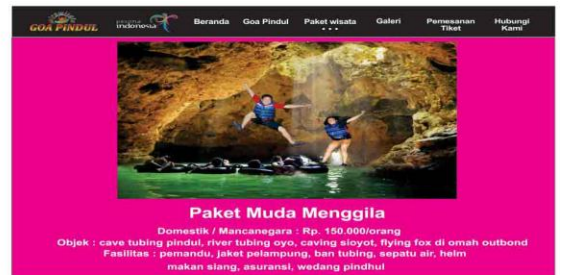 GOA PINDUL
pesona
indonesia
Beranda
Goa Pindul
Paket wisata
Galeri
Pemesanan
Tiket
Hubungi
Kami
Paket Muda Menggila
Domestik / Mancanegara : Rp. 150.000/orang
Objek : cave tubing pindul, river tubing oyo, caving sioyot, flying fox di omah outbond
Fasilitas : pemandu, jaket pelampung, ban tubing, sepatu air, helm
makan siang, asuransi, wedang pindhul